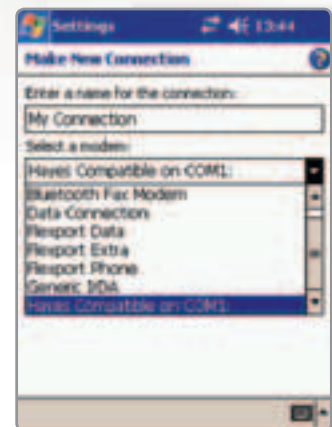 Settings 13:44
Make New Connection
Enter a name for the connection:
My Connection
Select a modem:
Hayes Compatible on COM1:
Bluetooth Fax Modem
Data Connection
Flexport Data
Flexport Extra
Flexport Phone
Generic IrDA
Hayes Compatible on COM1: